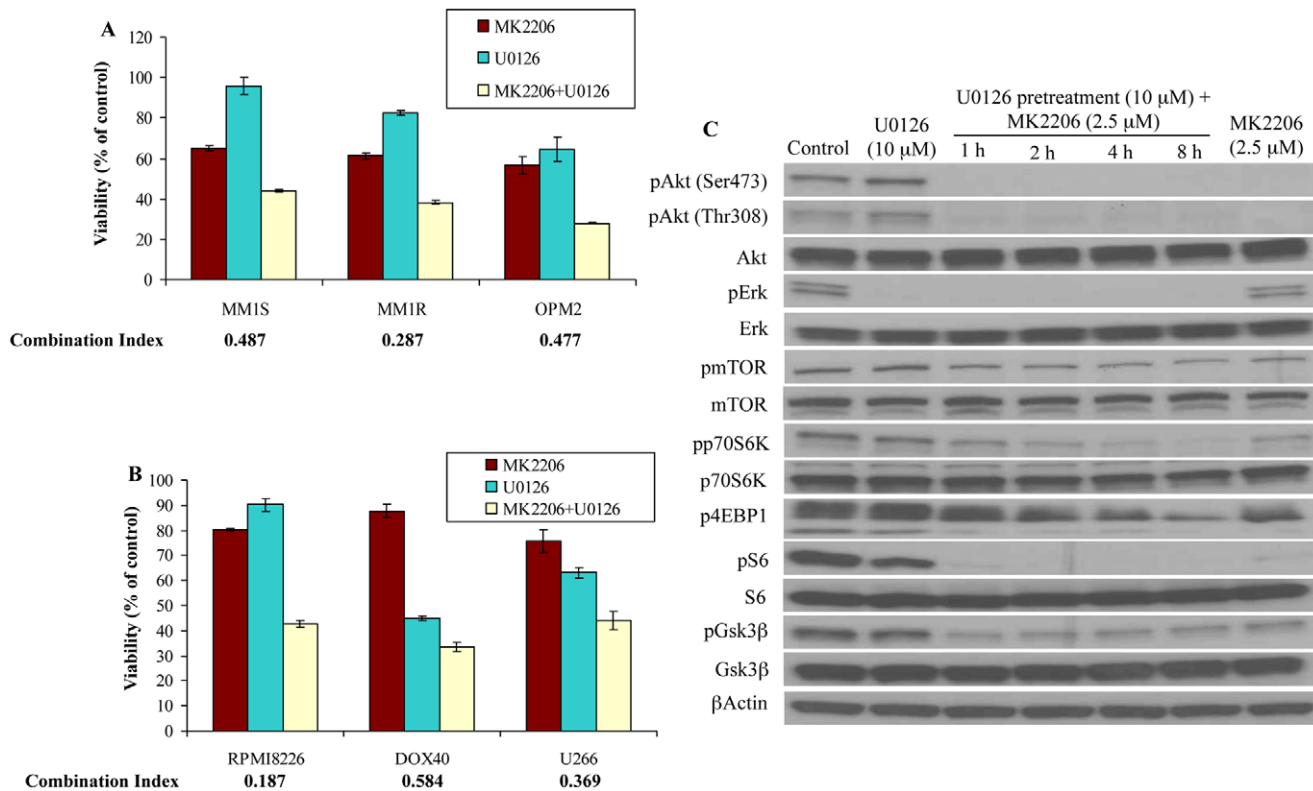 A
MK2206
U0126
MK2206+U0126
Viability (% of control)
120
100
80
60
40
20
0
MM1S MM1R OPM2
Combination Index 0.487 0.287 0.477
B
MK2206
U0126
MK2206+U0126
Viability (% of control)
100
90
80
70
60
50
40
30
20
10
0
RPMI8226 DOX40 U266
Combination Index 0.187 0.584 0.369
C
U0126 pretreatment (10 µM) +
MK2206 (2.5 µM)
Control U0126 (10 µM) 1 h 2 h 4 h 8 h MK2206 (2.5 µM)
pAkt (Ser473)
pAkt (Thr308)
Akt
pErk
Erk
pmTOR
mTOR
pp70S6K
p70S6K
p4EBP1
pS6
S6
pGsk3β
Gsk3β
βActin